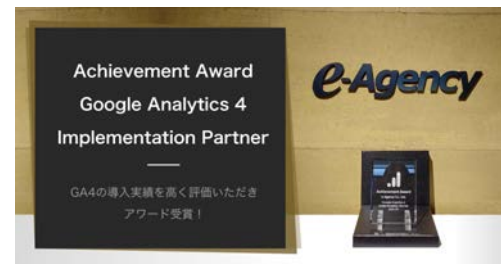 Achievement Award
Google Analytics 4
Implementation Partner
GA4の導入実績を高く評価いただき
アワード受賞！
e-Agency
Achievement Award